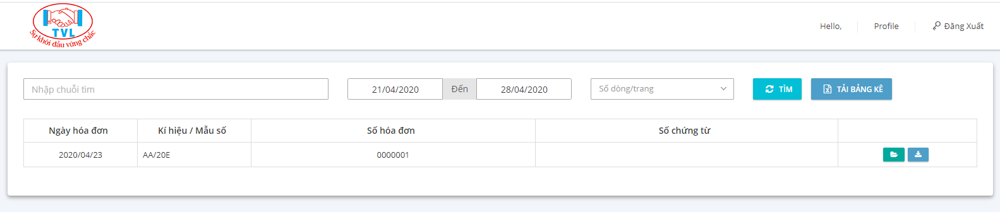 TVL
Sự khởi đầu vững chắc
Hello,
Profile
Đăng Xuất
Nhập chuỗi tìm
21/04/2020 Đến 28/04/2020
Số dòng/trang
TÌM
TẢI BẢNG KÊ
Ngày hóa đơn Kí hiệu / Mẫu số Số hóa đơn Số chứng từ
2020/04/23 AA/20E 0000001